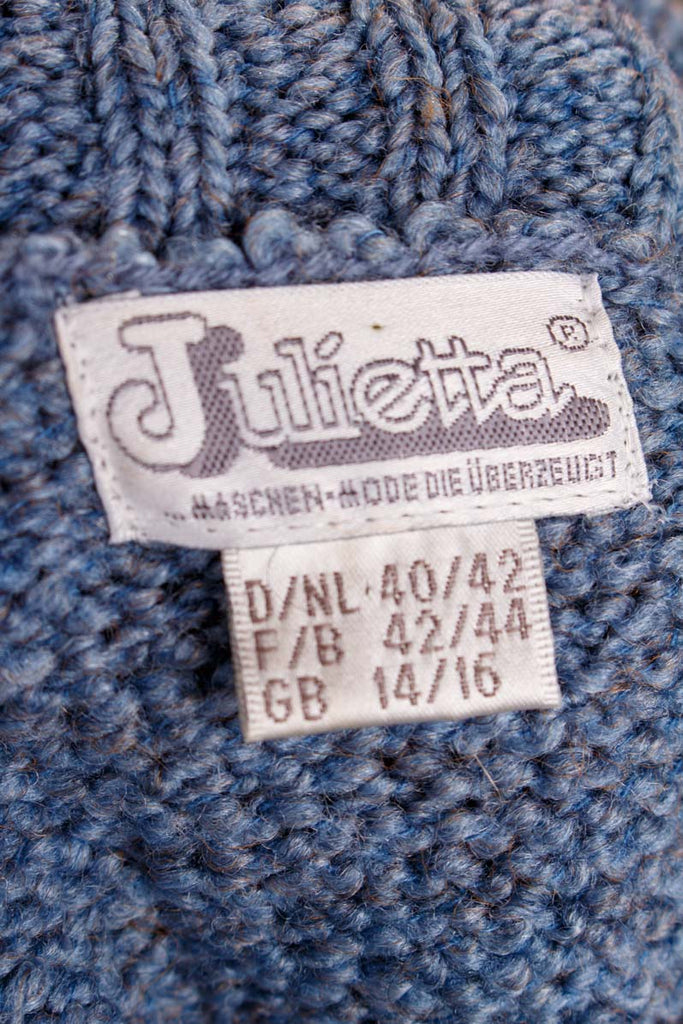 Julietta®
...MASCHEN-MODE DIE ÜBERZEUGT
D/NL 40/42
F/B 42/44
GB 14/16